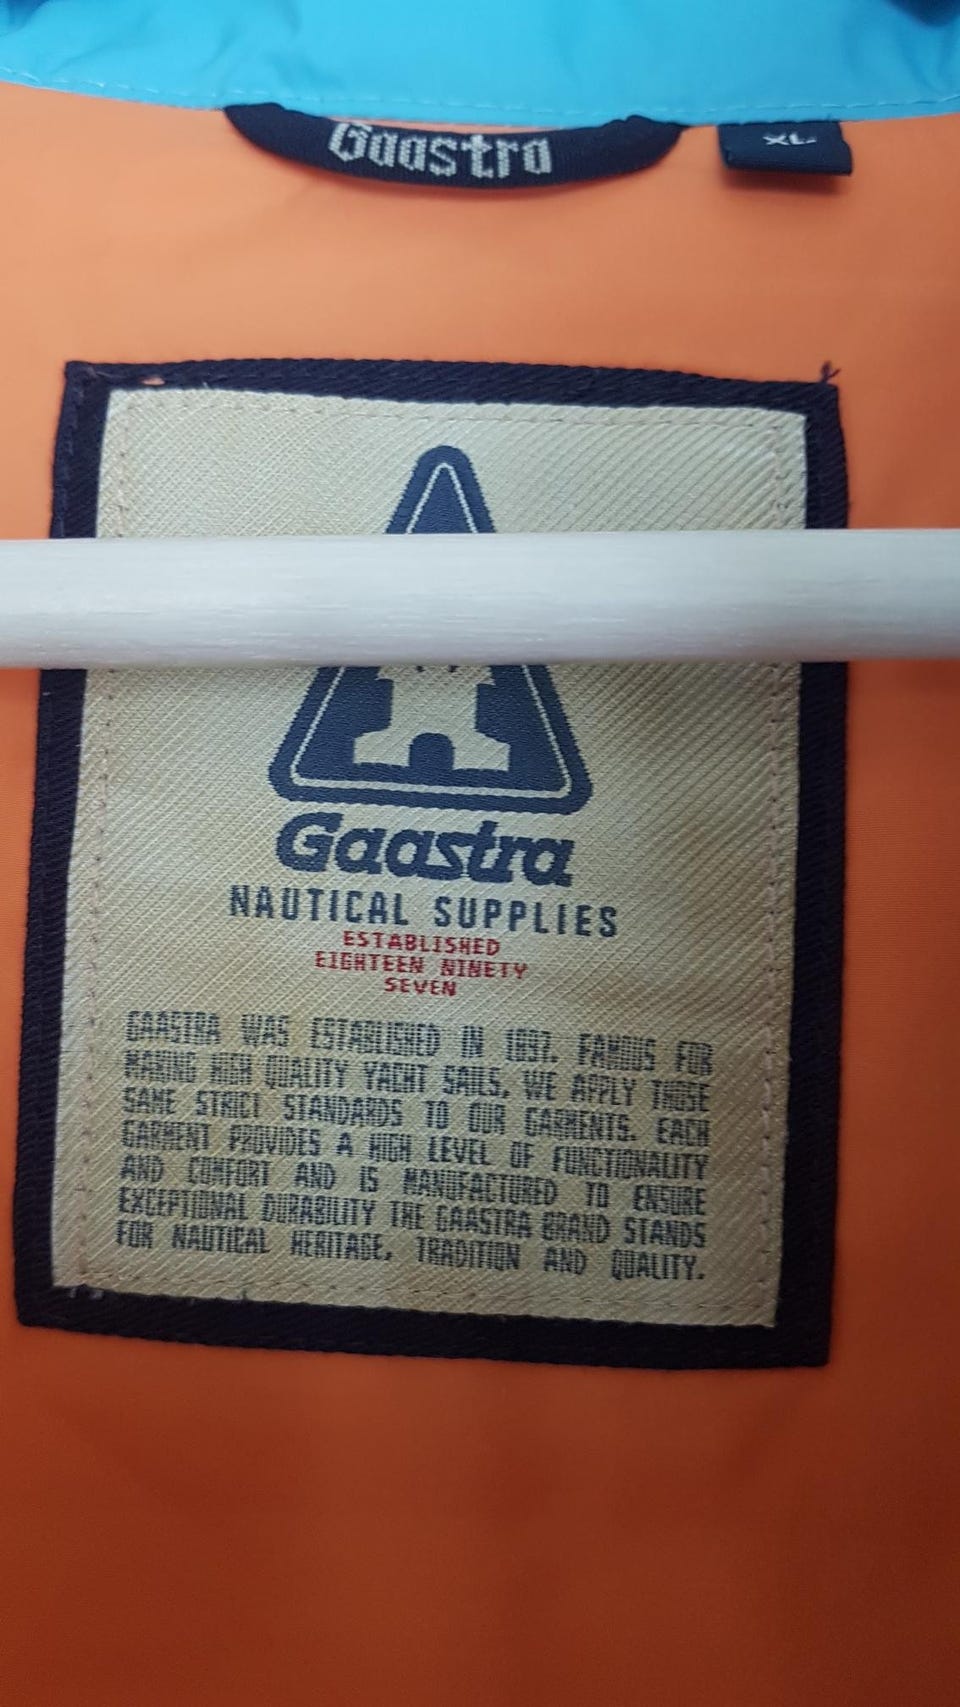 Gaastra
XL
Gaastra
NAUTICAL SUPPLIES
ESTABLISHED
EIGHTEEN NINETY
SEVEN
GAASTRA WAS ESTABLISHED IN 1897. FAMOUS FOR
MAKING HIGH QUALITY YACHT SAILS, WE APPLY THOSE
SAME STRICT STANDARDS TO OUR GARMENTS. EACH
GARMENT PROVIDES A HIGH LEVEL OF FUNCTIONALITY
AND COMFORT AND IS MANUFACTURED TO ENSURE
EXCEPTIONAL DURABILITY THE GAASTRA BRAND STANDS
FOR NAUTICAL HERITAGE, TRADITION AND QUALITY.